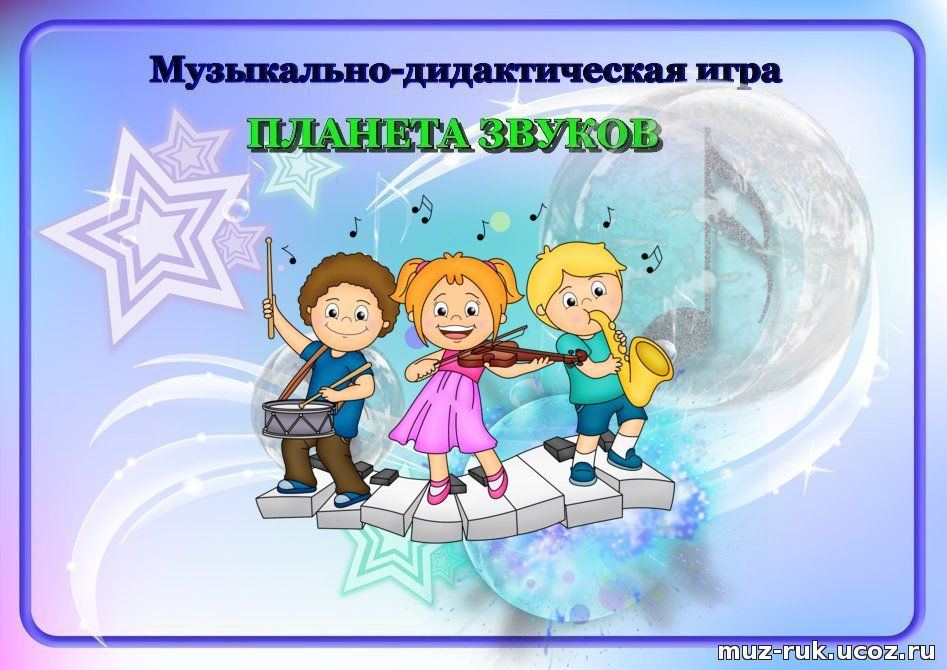 Музыкально-дидактическая игра
ПЛАНЕТА ЗВУКОВ
muz-ruk.ucoz.ru